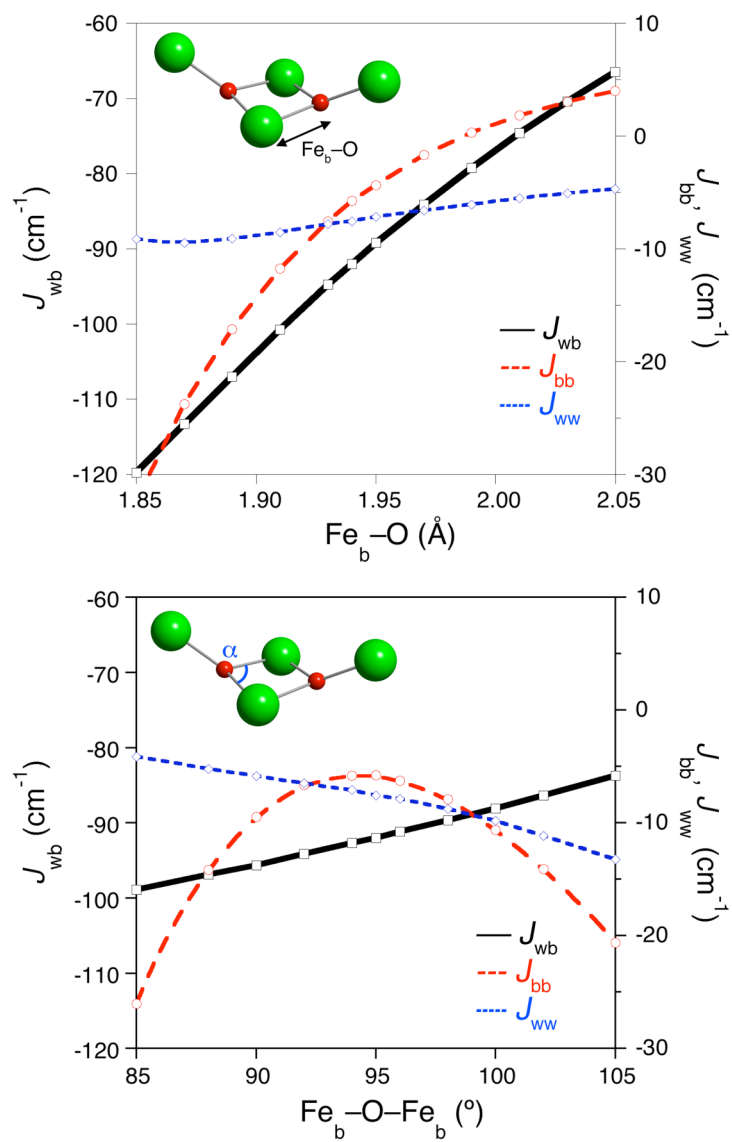 -60
-70
-80
-90
-100
-110
-120
J_wb (cm⁻¹)
10
0
-10
-20
-30
J_bb, J_ww (cm⁻¹)
Fe_b–O
J_wb
J_bb
J_ww
1.85 1.90 1.95 2.00 2.05
Fe_b–O (Å)
-60
-70
-80
-90
-100
-110
-120
J_wb (cm⁻¹)
10
0
-10
-20
-30
J_bb, J_ww (cm⁻¹)
α
J_wb
J_bb
J_ww
85 90 95 100 105
Fe_b–O–Fe_b (º)